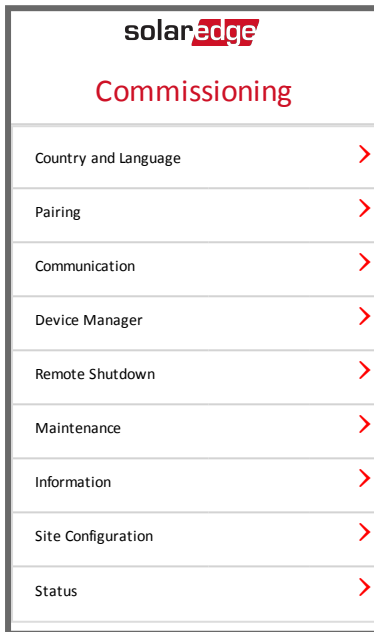 solaredge
Commissioning
Country and Language
Pairing
Communication
Device Manager
Remote Shutdown
Maintenance
Information
Site Configuration
Status